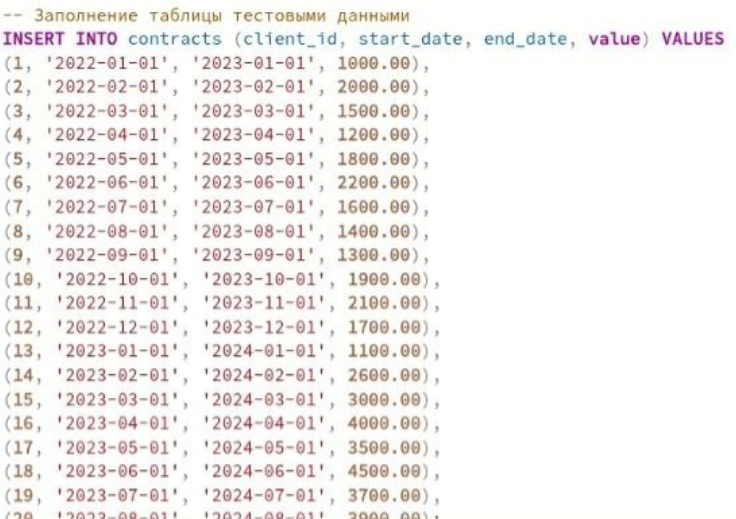 -- Заполнение таблицы тестовыми данными
INSERT INTO contracts (client_id, start_date, end_date, value) VALUES
(1, '2022-01-01', '2023-01-01', 1000.00),
(2, '2022-02-01', '2023-02-01', 2000.00),
(3, '2022-03-01', '2023-03-01', 1500.00),
(4, '2022-04-01', '2023-04-01', 1200.00),
(5, '2022-05-01', '2023-05-01', 1800.00),
(6, '2022-06-01', '2023-06-01', 2200.00),
(7, '2022-07-01', '2023-07-01', 1600.00),
(8, '2022-08-01', '2023-08-01', 1400.00),
(9, '2022-09-01', '2023-09-01', 1300.00),
(10, '2022-10-01', '2023-10-01', 1900.00),
(11, '2022-11-01', '2023-11-01', 2100.00),
(12, '2022-12-01', '2023-12-01', 1700.00),
(13, '2023-01-01', '2024-01-01', 1100.00),
(14, '2023-02-01', '2024-02-01', 2600.00),
(15, '2023-03-01', '2024-03-01', 3000.00),
(16, '2023-04-01', '2024-04-01', 4000.00),
(17, '2023-05-01', '2024-05-01', 3500.00),
(18, '2023-06-01', '2024-06-01', 4500.00),
(19, '2023-07-01', '2024-07-01', 3700.00),
(20, '2023-08-01', '2024-08-01', 3900.00);